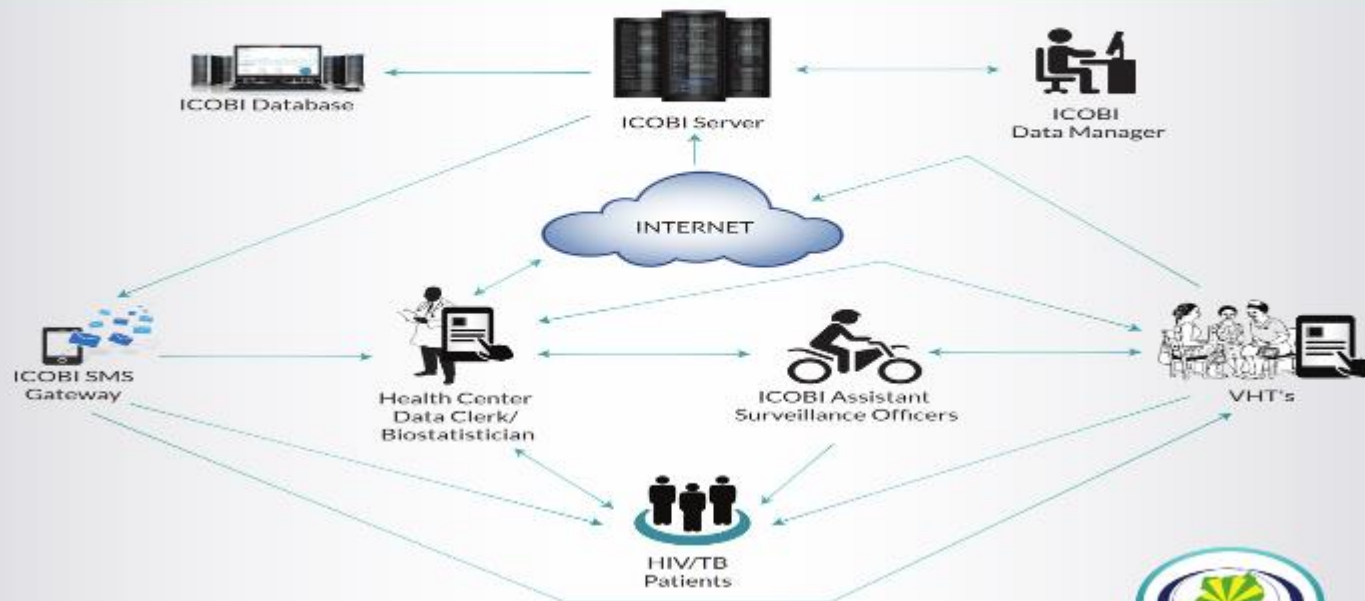 ICOBI Database
ICOBI Server
ICOBI
Data Manager
INTERNET
ICOBI SMS
Gateway
Health Center
Data Clerk/
Biostatistician
ICOBI Assistant
Surveillance Officers
VHT's
HIV/TB
Patients